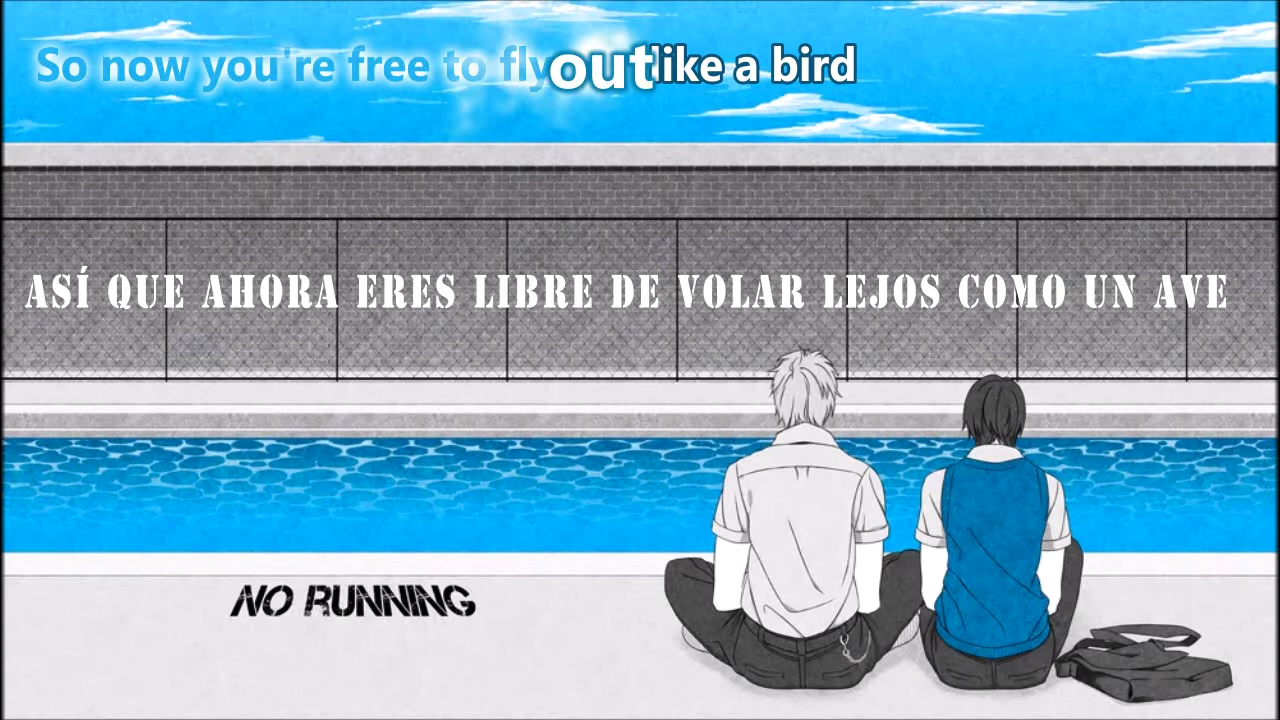 So now you're free to fly out like a bird
ASÍ QUE AHORA ERES LIBRE DE VOLAR LEJOS COMO UN AVE
NO RUNNING